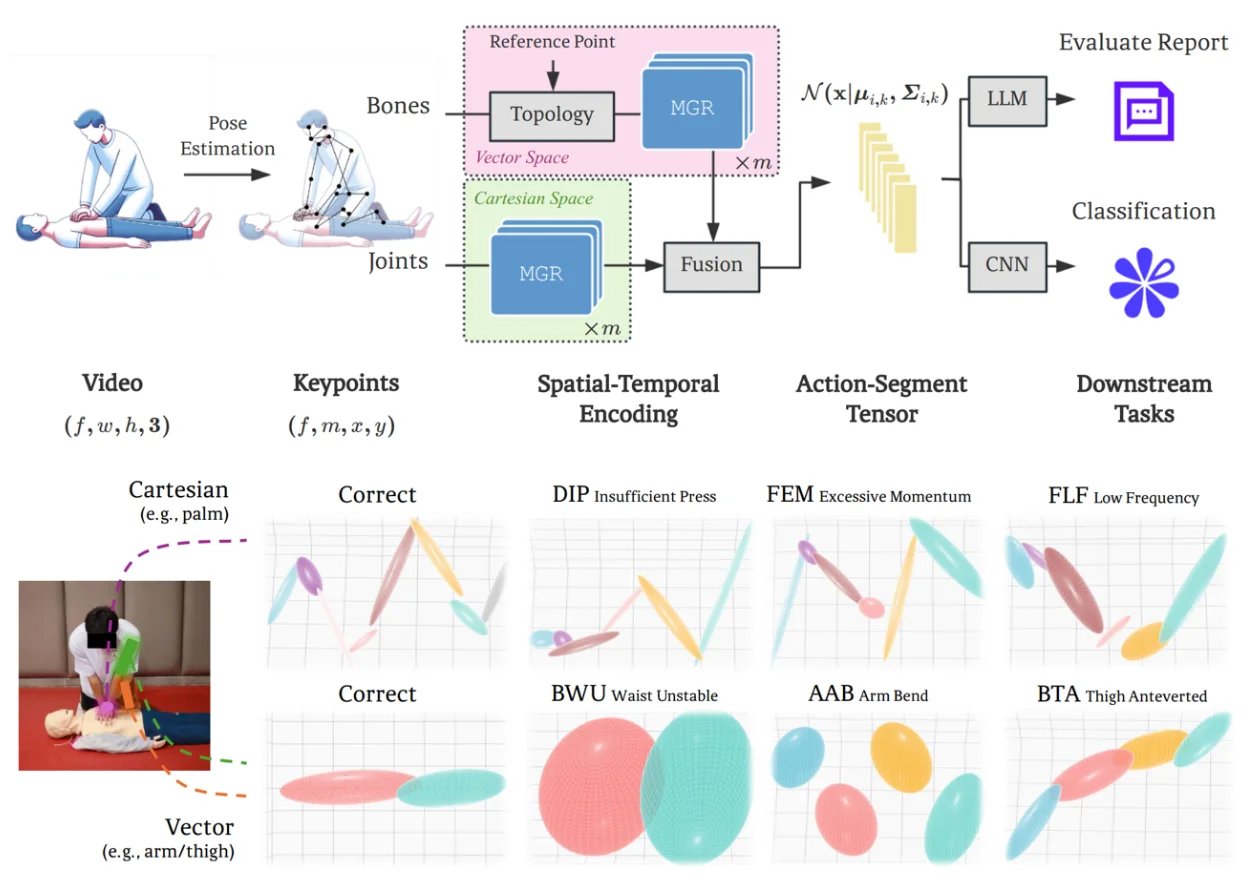 Reference Point
Evaluate Report
Bones
Topology
MGR
𝒩(x|μᵢ,ₖ, Σᵢ,ₖ)
LLM
Pose
Estimation
Vector Space
×m
Cartesian Space
Classification
Joints
MGR
Fusion
CNN
×m
Video
Keypoints
Spatial-Temporal
Encoding
Action-Segment
Tensor
Downstream
Tasks
(f, w, h, 3)
(f, m, x, y)
Cartesian
(e.g., palm)
Correct
DIP Insufficient Press
FEM Excessive Momentum
FLF Low Frequency
Correct
BWU Waist Unstable
AAB Arm Bend
BTA Thigh Anteverted
Vector
(e.g., arm/thigh)